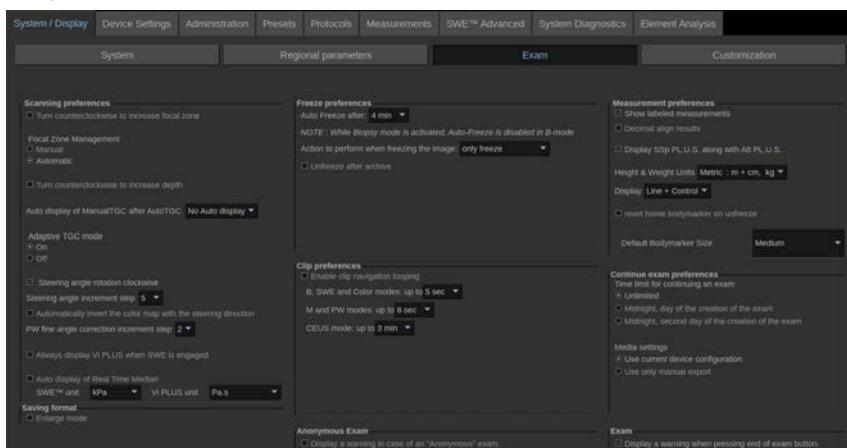 System / Display
Device Settings
Administration
Presets
Protocols
Measurements
SWE™ Advanced
System Diagnostics
Element Analysis
System
Regional parameters
Exam
Customization
Scanning preferences
Turn counterclockwise to increase focal zone
Focal Zone Management
Manual
Automatic
Turn counterclockwise to increase depth
Auto display of ManualTGC after AutoTGC No Auto display
Adaptive TGC mode
On
Off
Steering angle rotation clockwise
Steering angle increment step 5
Automatically invert the color map with the steering direction
PW fine angle correction increment step 2
Always display Vi PLUS when SWE is engaged
Auto display of Real Time Median
SWE™ unit kPa Vi PLUS unit Pa.s
Saving format
Enlarge mode
Freeze preferences
Auto Freeze after: 4 min
NOTE : While Biopsy mode is activated, Auto-Freeze is disabled in B-mode
Action to perform when freezing the image: only freeze
Unfreeze after archive
Clip preferences
Enable clip navigation looping
B, SWE and Color modes: up to 5 sec
M and PW modes: up to 8 sec
CEUS mode: up to 3 min
Anonymous Exam
Display a warning in case of an "Anonymous" exam.
Measurement preferences
Show labeled measurements
Decimal align results
Display SSp PL.U.S. along with Att PL.U.S.
Height & Weight Units Metric : m + cm, kg
Display Line + Control
reset home bodymarker on unfreeze
Default Bodymarker Size Medium
Continue exam preferences
Time limit for continuing an exam
Unlimited
Midnight, day of the creation of the exam
Midnight, second day of the creation of the exam
Media settings
Use current device configuration
Use only manual export
Exam
Display a warning when pressing end of exam button.